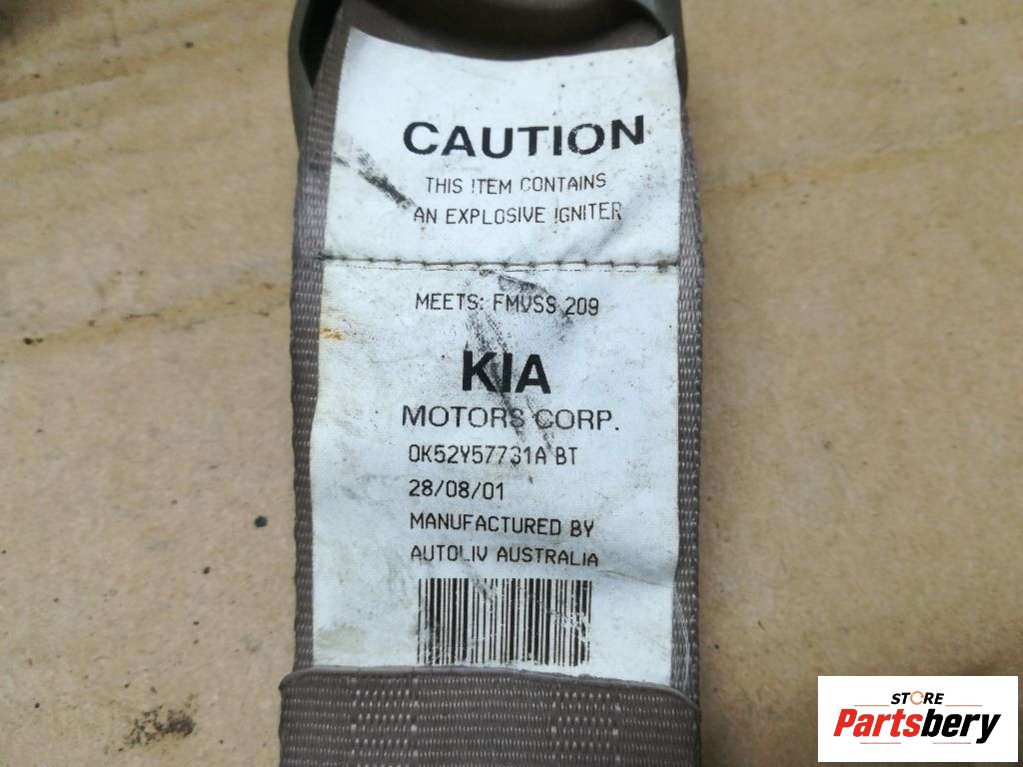 CAUTION
THIS ITEM CONTAINS
AN EXPLOSIVE IGNITER
MEETS: FMVSS 209
KIA
MOTORS CORP.
0K52Y57731A BT
28/08/01
MANUFACTURED BY
AUTOLIV AUSTRALIA
STORE
Partsbery